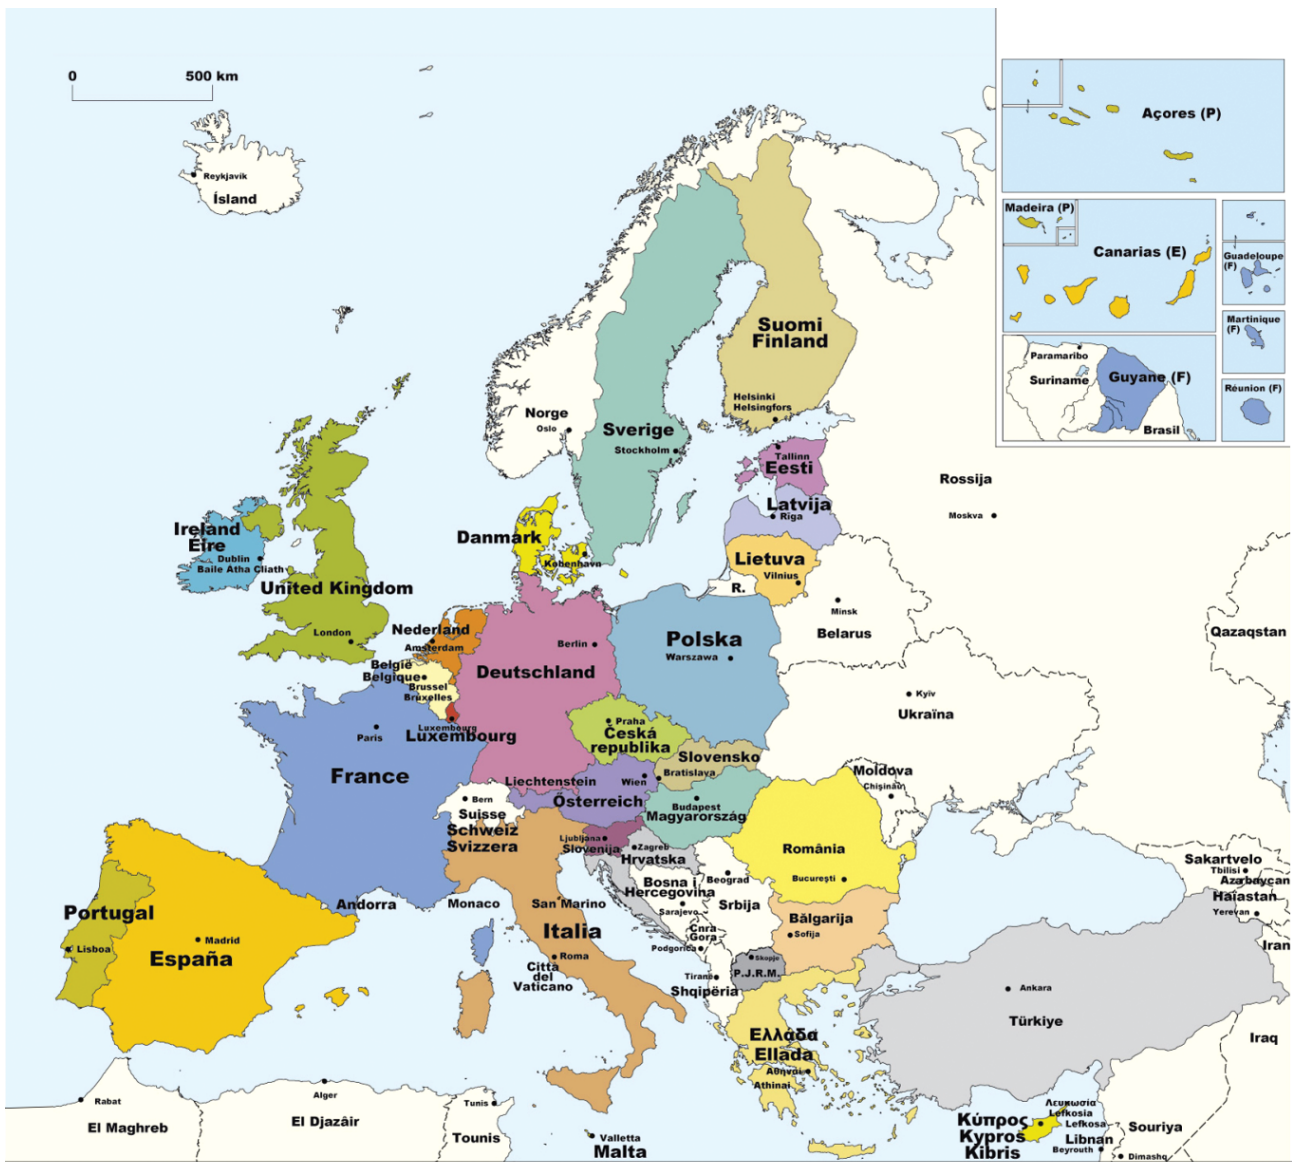 0 500 km
Reykjavík
Ísland
Açores (P)
Madeira (P)
Canarias (E)
Guadeloupe
(F)
Martinique
(F)
Paramaribo
Suriname
Guyane (F)
Brasil
Réunion (F)
Suomi
Finland
Helsinki
Helsingfors
Norge
Oslo
Sverige
Stockholm
Tallinn
Eesti
Latvija
Rīga
Rossija
Moskva
Ireland
Éire
Dublin
Baile Atha Cliath
United Kingdom
London
Danmark
København
Lietuva
Vilnius
R.
Minsk
Belarus
Qazaqstan
Nederland
Amsterdam
België
Belgique
Brussel
Bruxelles
Luxembourg
Luxembourg
Berlin
Deutschland
Polska
Warszawa
Kyïv
Ukraïna
Paris
France
Praha
Česká
republika
Slovensko
Bratislava
Liechtenstein
Wien
Österreich
Budapest
Magyarország
Moldova
Chişinău
Bern
Suisse
Schweiz
Svizzera
Ljubljana
Slovenija
Zagreb
Hrvatska
România
Bucureşti
Bosna i
Hercegovina
Sarajevo
Beograd
Srbija
Sakartvelo
Tbilisi
Azərbaycan
Haïastan
Yerevan
Iran
Portugal
Lisboa
Madrid
España
Andorra
Monaco
San Marino
Italia
Roma
Città
del
Vaticano
Crna
Gora
Podgorica
Bălgarija
Sofija
Skopje
P.J.R.M.
Tiranë
Shqipëria
Ελλάδα
Ellada
Αθήναι
Athinai
Ankara
Türkiye
Iraq
Rabat
El Maghreb
Alger
El Djazâir
Tunis
Tounis
Valletta
Malta
Κύπρος
Kypros
Kibris
Λευκωσία
Lefkosia
Lefkosa
Libnan
Beyrouth
Souriya
Dimashq